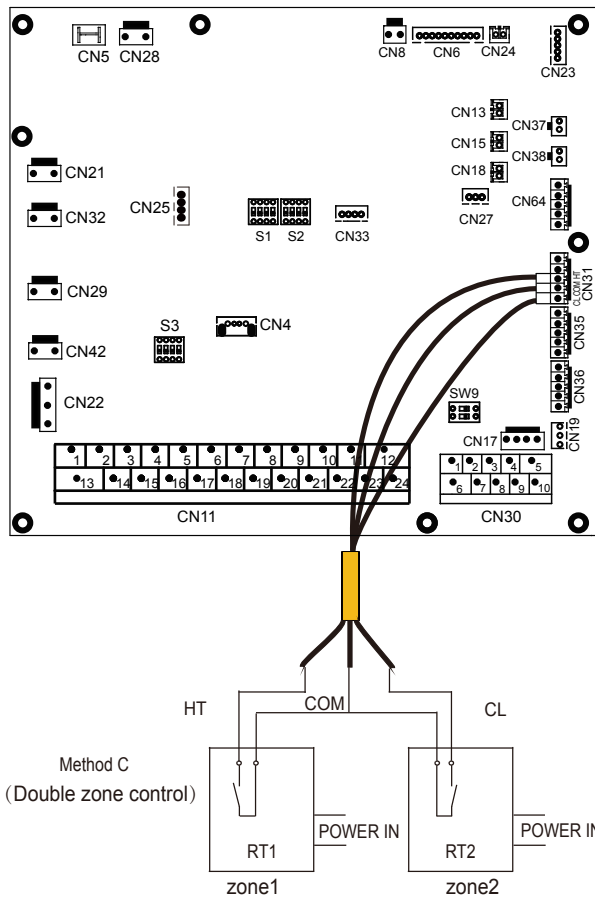 CN5 CN28 CN8 CN6 CN24 CN23
CN13 CN37
CN15 CN38
CN18
CN21
CN32 CN25 S1 S2 CN33 CN27 CN64
CL COM HT CN31
CN29
S3 CN4 CN35
CN42
CN36
CN22 SW9
CN17 CN19
1 2 3 4 5 6 7 8 9 10 11 12
13 14 15 16 17 18 19 20 21 22 23 24
CN11
1 2 3 4 5
6 7 8 9 10
CN30
HT COM CL
Method C
(Double zone control)
RT1 POWER IN RT2 POWER IN
zone1 zone2